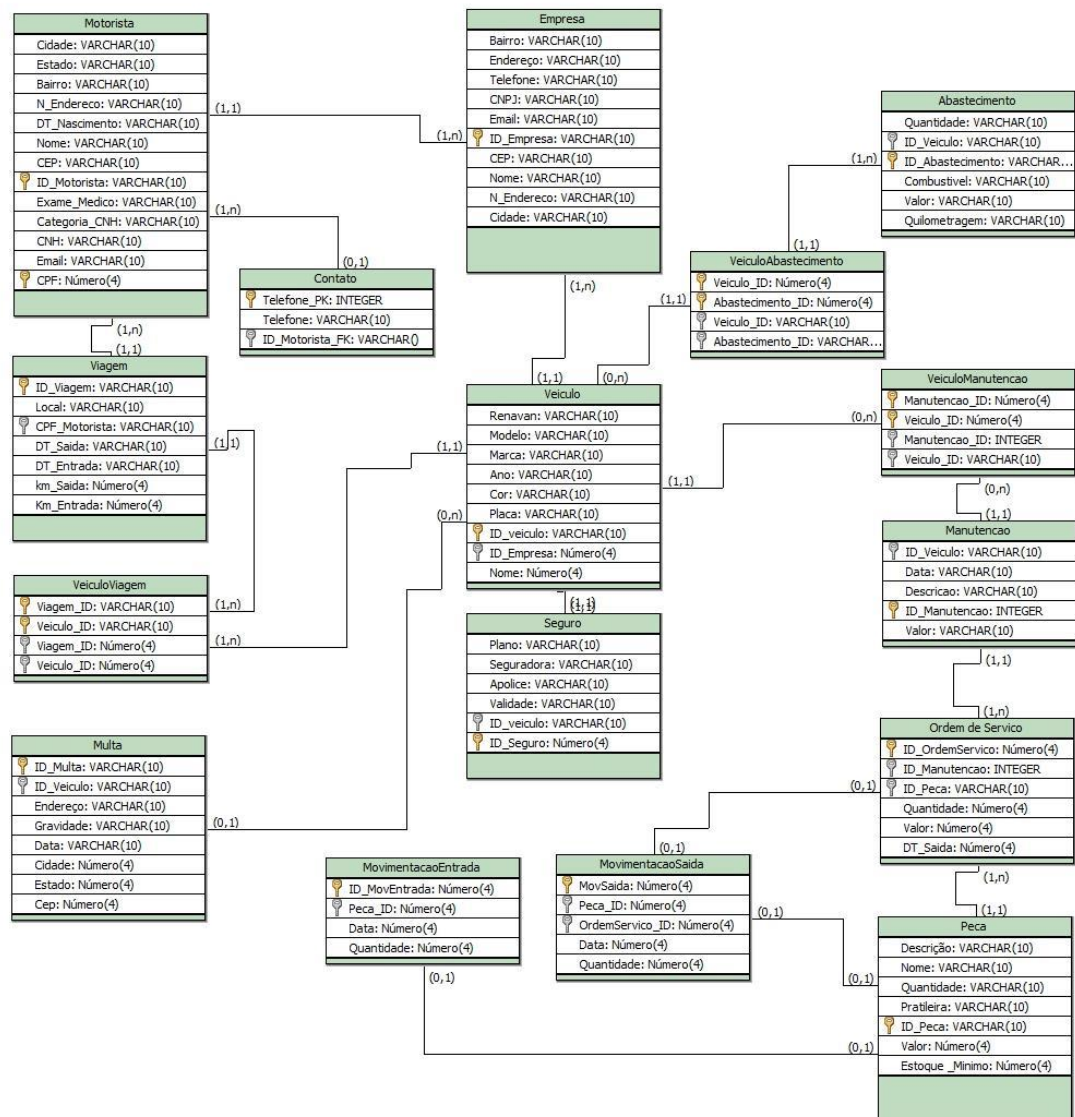 Motorista
Cidade: VARCHAR(10)
Estado: VARCHAR(10)
Bairro: VARCHAR(10)
N_Endereco: VARCHAR(10)
DT_Nascimento: VARCHAR(10)
Nome: VARCHAR(10)
CEP: VARCHAR(10)
ID_Motorista: VARCHAR(10)
Exame_Medico: VARCHAR(10)
Categoria_CNH: VARCHAR(10)
CNH: VARCHAR(10)
Email: VARCHAR(10)
CPF: Número(4)
(1,1)
(1,n)
(1,n)
(0,1)
(1,n)
(1,1)
Empresa
Bairro: VARCHAR(10)
Endereço: VARCHAR(10)
Telefone: VARCHAR(10)
CNPJ: VARCHAR(10)
Email: VARCHAR(10)
ID_Empresa: VARCHAR(10)
CEP: VARCHAR(10)
Nome: VARCHAR(10)
N_Endereco: VARCHAR(10)
Cidade: VARCHAR(10)
(1,n)
(1,1)
Abastecimento
Quantidade: VARCHAR(10)
ID_Veiculo: VARCHAR(10)
ID_Abastecimento: VARCHAR...
Combustivel: VARCHAR(10)
Valor: VARCHAR(10)
Quilometragem: VARCHAR(10)
(1,n)
(1,1)
Contato
Telefone_PK: INTEGER
Telefone: VARCHAR(10)
ID_Motorista_FK: VARCHAR()
VeiculoAbastecimento
Veiculo_ID: Número(4)
Abastecimento_ID: Número(4)
Veiculo_ID: VARCHAR(10)
Abastecimento_ID: VARCHAR...
(1,1)
(0,n)
Viagem
ID_Viagem: VARCHAR(10)
Local: VARCHAR(10)
CPF_Motorista: VARCHAR(10)
DT_Saida: VARCHAR(10)
DT_Entrada: VARCHAR(10)
km_Saida: Número(4)
Km_Entrada: Número(4)
(1,1)
(1,n)
Veiculo
Renavan: VARCHAR(10)
Modelo: VARCHAR(10)
Marca: VARCHAR(10)
Ano: VARCHAR(10)
Cor: VARCHAR(10)
Placa: VARCHAR(10)
ID_veiculo: VARCHAR(10)
ID_Empresa: Número(4)
Nome: Número(4)
(1,1)
(0,n)
(1,1)
(0,n)
(1,1)
(1,1)
VeiculoManutencao
Manutencao_ID: Número(4)
Veiculo_ID: Número(4)
Manutencao_ID: INTEGER
Veiculo_ID: VARCHAR(10)
(0,n)
(1,1)
Manutencao
ID_Veiculo: VARCHAR(10)
Data: VARCHAR(10)
Descricao: VARCHAR(10)
ID_Manutencao: INTEGER
Valor: VARCHAR(10)
(1,1)
(1,n)
VeiculoViagem
Viagem_ID: VARCHAR(10)
Veiculo_ID: VARCHAR(10)
Viagem_ID: Número(4)
Veiculo_ID: Número(4)
(1,n)
Seguro
Plano: VARCHAR(10)
Seguradora: VARCHAR(10)
Apolice: VARCHAR(10)
Validade: VARCHAR(10)
ID_veiculo: VARCHAR(10)
ID_Seguro: Número(4)
Multa
ID_Multa: VARCHAR(10)
ID_Veiculo: VARCHAR(10)
Endereço: VARCHAR(10)
Gravidade: VARCHAR(10)
Data: VARCHAR(10)
Cidade: Número(4)
Estado: Número(4)
Cep: Número(4)
(0,1)
Ordem de Servico
ID_OrdemServico: Número(4)
ID_Manutencao: INTEGER
ID_Peca: VARCHAR(10)
Quantidade: Número(4)
Valor: Número(4)
DT_Saida: Número(4)
(0,1)
(0,1)
(1,n)
(1,1)
MovimentacaoEntrada
ID_MovEntrada: Número(4)
Peca_ID: Número(4)
Data: Número(4)
Quantidade: Número(4)
(0,1)
(0,1)
MovimentacaoSaida
MovSaida: Número(4)
Peca_ID: Número(4)
OrdemServico_ID: Número(4)
Data: Número(4)
Quantidade: Número(4)
(0,1)
(0,1)
Peca
Descrição: VARCHAR(10)
Nome: VARCHAR(10)
Quantidade: VARCHAR(10)
Pratileira: VARCHAR(10)
ID_Peca: VARCHAR(10)
Valor: Número(4)
Estoque _Minimo: Número(4)